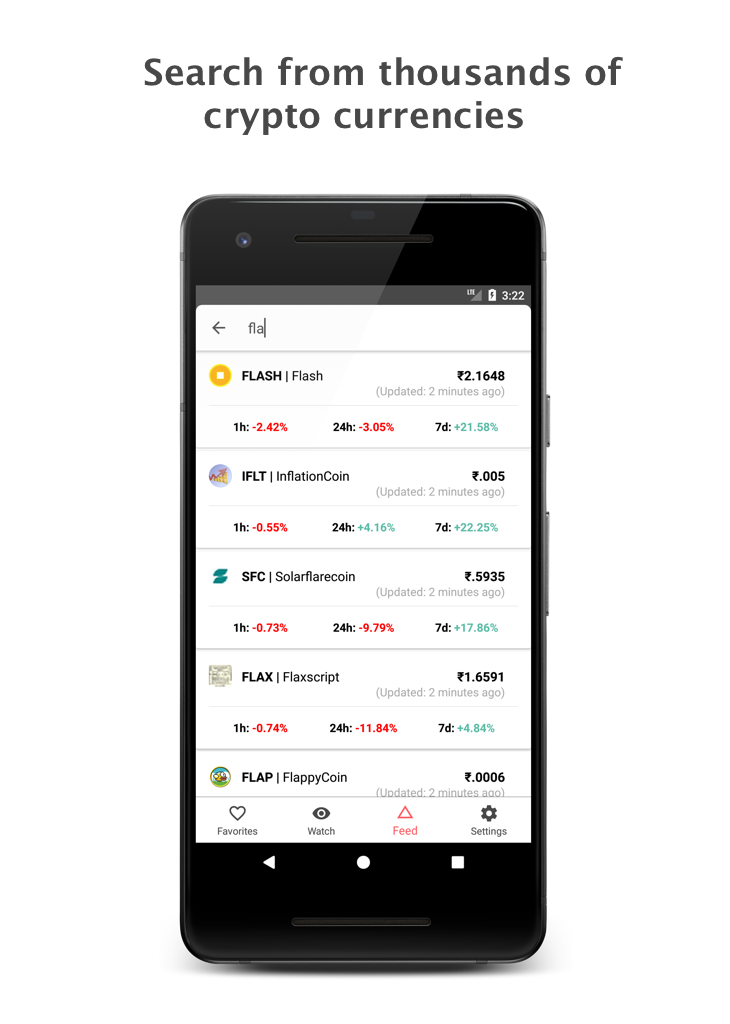 Search from thousands of
crypto currencies
LTE 3:22
fla
FLASH | Flash ₹2.1648
(Updated: 2 minutes ago)
1h: -2.42% 24h: -3.05% 7d: +21.58%
IFLT | InflationCoin ₹.005
(Updated: 2 minutes ago)
1h: -0.55% 24h: +4.16% 7d: +22.25%
SFC | Solarflarecoin ₹.5935
(Updated: 2 minutes ago)
1h: -0.73% 24h: -9.79% 7d: +17.86%
FLAX | Flaxscript ₹1.6591
(Updated: 2 minutes ago)
1h: -0.74% 24h: -11.84% 7d: +4.84%
FLAP | FlappyCoin ₹.0006
(Updated: 2 minutes ago)
Favorites Watch Feed Settings